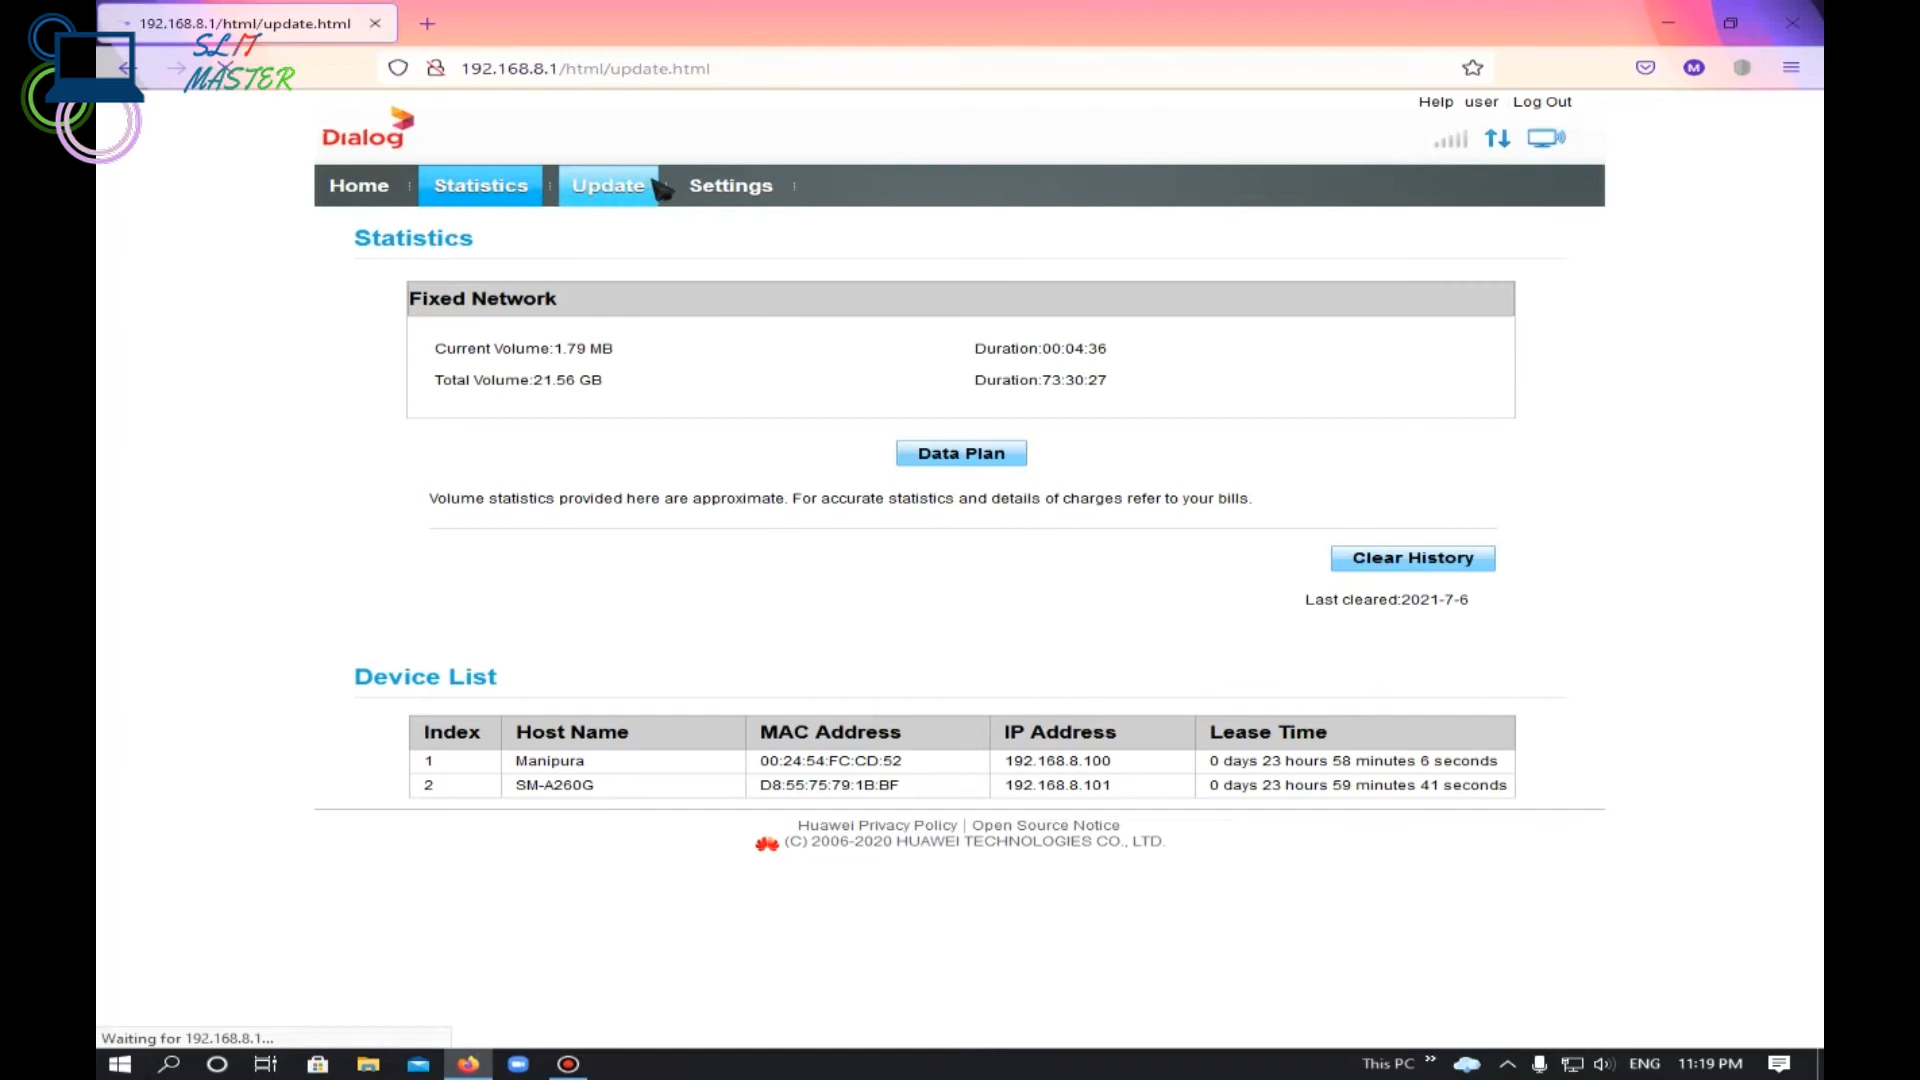 192.168.8.1/html/update.html
SL IT
MASTER
192.168.8.1/html/update.html
M
Help user Log Out
Dialog
Home Statistics Update Settings
Statistics
Fixed Network
Current Volume:1.79 MB Duration:00:04:36
Total Volume:21.56 GB Duration:73:30:27
Data Plan
Volume statistics provided here are approximate. For accurate statistics and details of charges refer to your bills.
Clear History
Last cleared:2021-7-6
Device List
Index Host Name MAC Address IP Address Lease Time
1 Manipura 00:24:54:FC:CD:52 192.168.8.100 0 days 23 hours 58 minutes 6 seconds
2 SM-A260G D8:55:75:79:1B:BF 192.168.8.101 0 days 23 hours 59 minutes 41 seconds
Huawei Privacy Policy | Open Source Notice
(C) 2006-2020 HUAWEI TECHNOLOGIES CO., LTD.
Waiting for 192.168.8.1...
This PC » ENG 11:19 PM